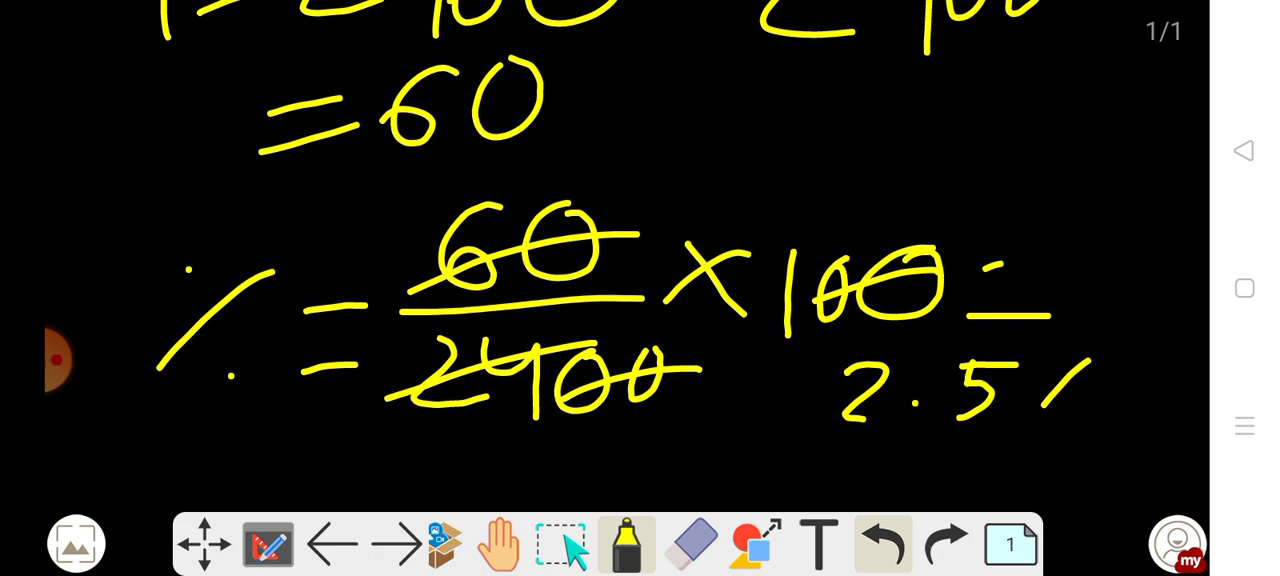 1/1
= 60
% = 60/2400 × 100 =
2.5%
T
1
my